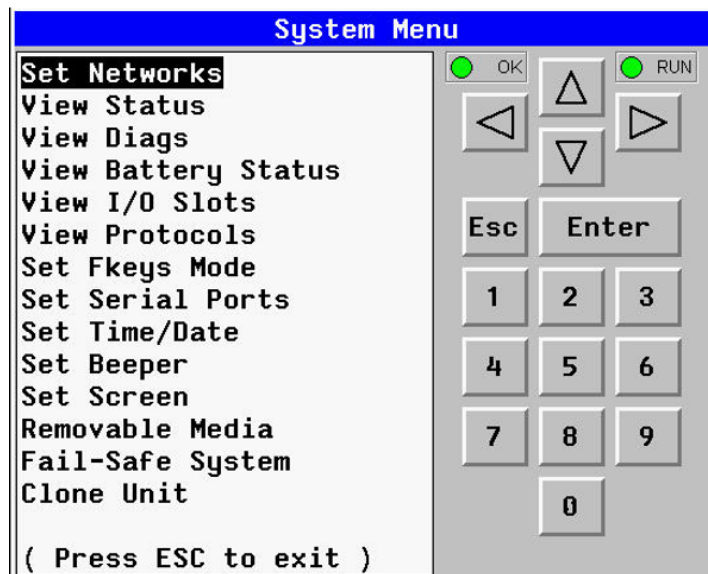 System Menu
Set Networks
View Status
View Diags
View Battery Status
View I/O Slots
View Protocols
Set Fkeys Mode
Set Serial Ports
Set Time/Date
Set Beeper
Set Screen
Removable Media
Fail-Safe System
Clone Unit
( Press ESC to exit )
OK
RUN
Esc Enter
1 2 3
4 5 6
7 8 9
0